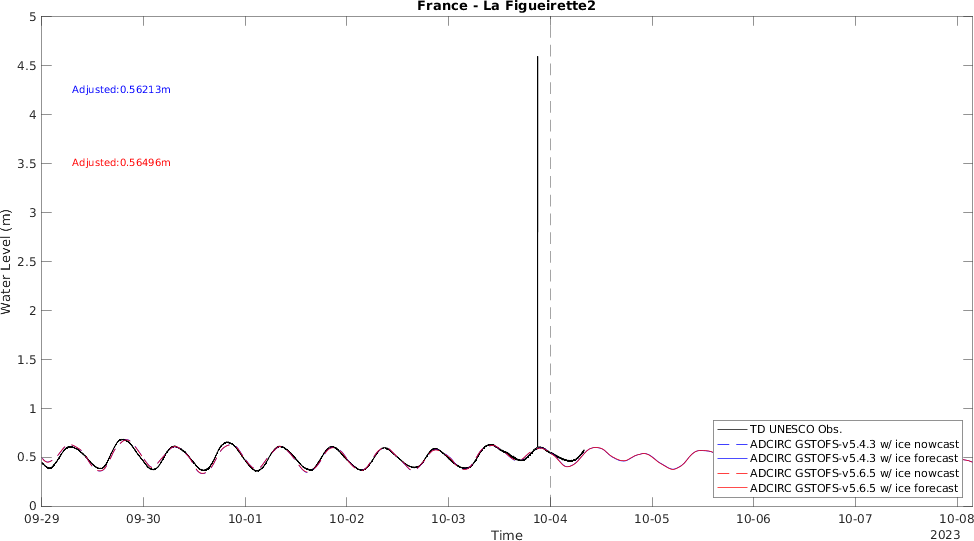 France - La Figueirette2
5
4.5
4
3.5
3
2.5
2
1.5
1
0.5
0
Water Level (m)
Adjusted:0.56213m
Adjusted:0.56496m
TD UNESCO Obs.
ADCIRC GSTOFS-v5.4.3 w/ ice nowcast
ADCIRC GSTOFS-v5.4.3 w/ ice forecast
ADCIRC GSTOFS-v5.6.5 w/ ice nowcast
ADCIRC GSTOFS-v5.6.5 w/ ice forecast
09-29 09-30 10-01 10-02 10-03 10-04 10-05 10-06 10-07 10-08
Time
2023